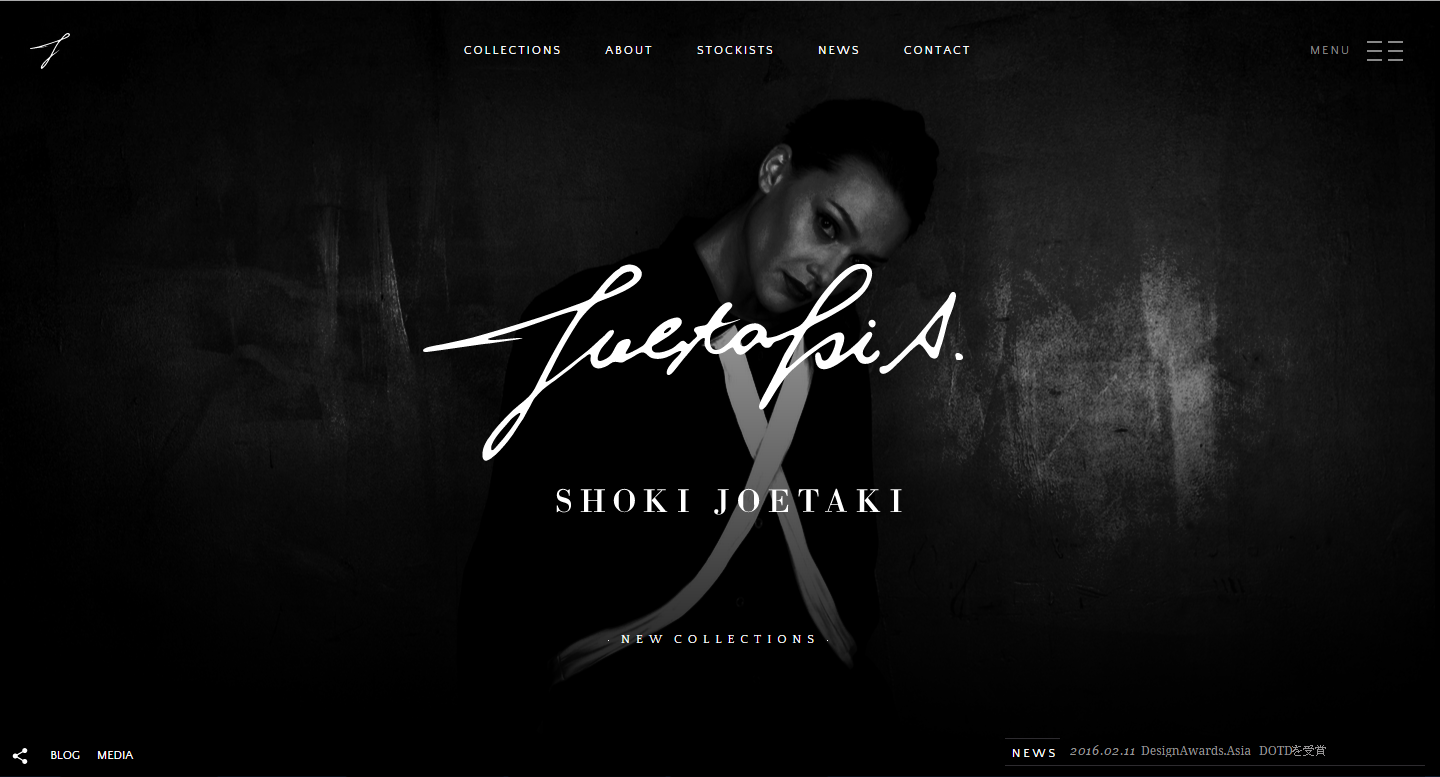 COLLECTIONS ABOUT STOCKISTS NEWS CONTACT MENU
Joetaki S.
SHOKI JOETAKI
· NEW COLLECTIONS ·
BLOG MEDIA NEWS 2016.02.11 DesignAwards.Asia DOTDを受賞